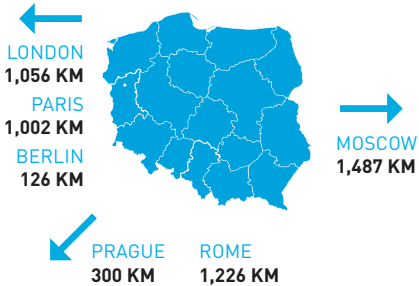 LONDON
1,056 KM
PARIS
1,002 KM
BERLIN
126 KM
MOSCOW
1,487 KM
PRAGUE
300 KM
ROME
1,226 KM